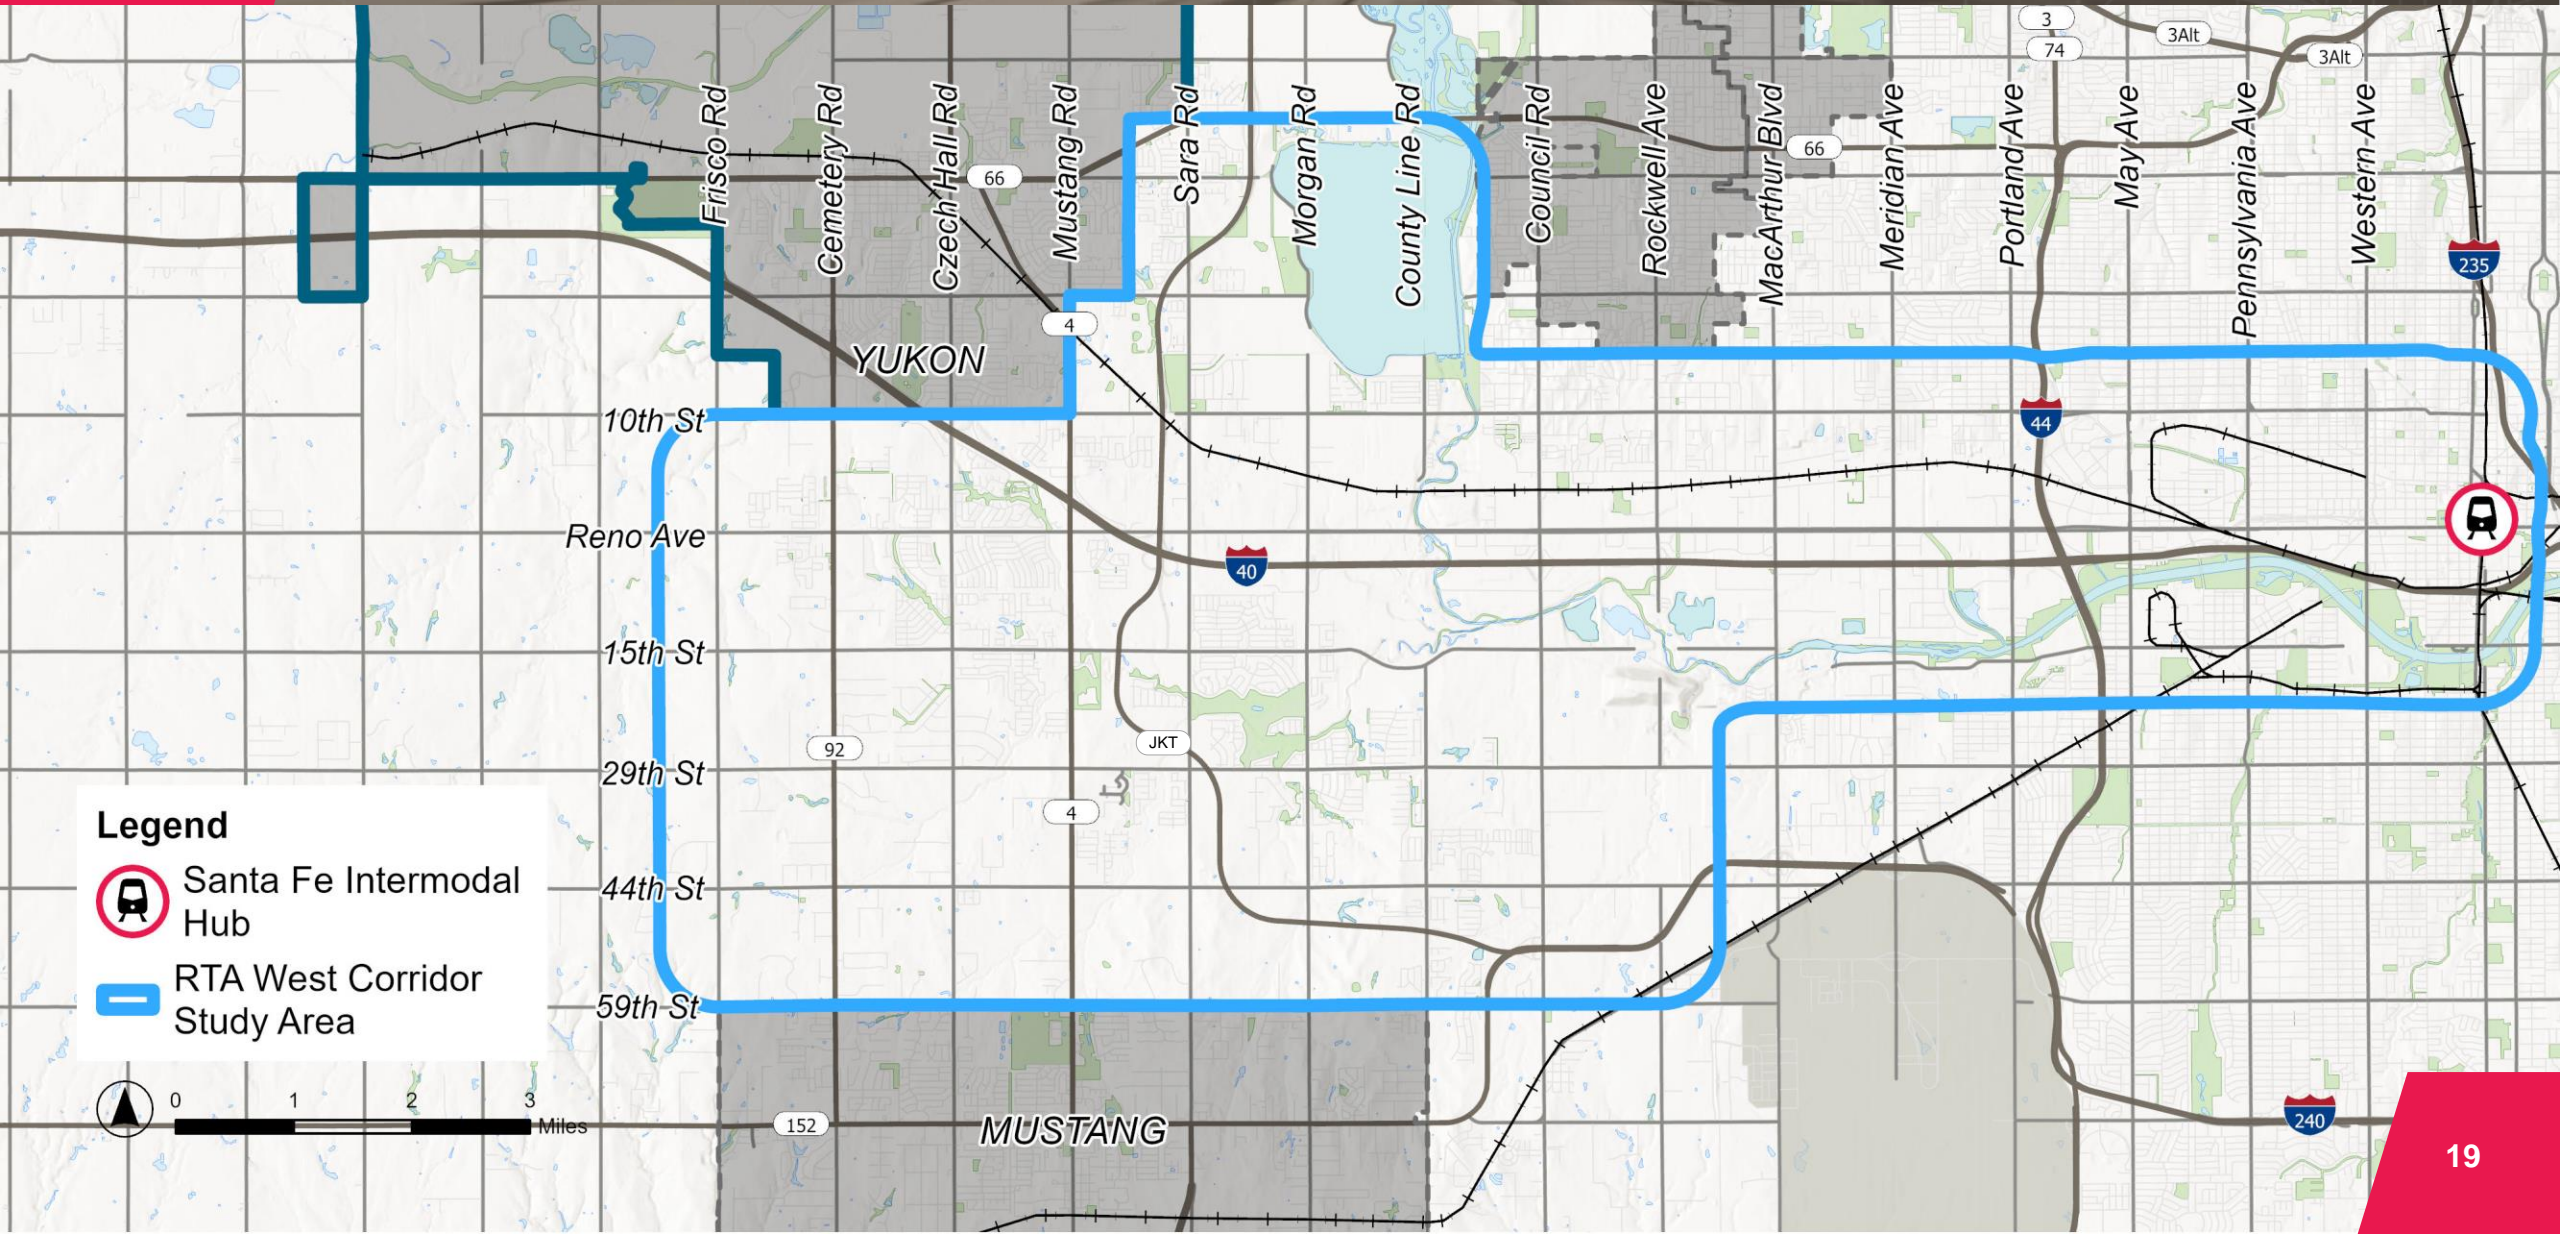 3
74
3Alt
3Alt
Frisco Rd
Cemetery Rd
Czech Hall Rd
Mustang Rd
Sara Rd
Morgan Rd
County Line Rd
Council Rd
Rockwell Ave
MacArthur Blvd
Meridian Ave
Portland Ave
May Ave
Pennsylvania Ave
Western Ave
66
66
235
4
YUKON
10th St
44
Reno Ave
40
15th St
JKT
92
29th St
4
Legend
Santa Fe Intermodal
Hub
44th St
RTA West Corridor
Study Area
59th St
0 1 2 3
Miles
152
MUSTANG
240
19